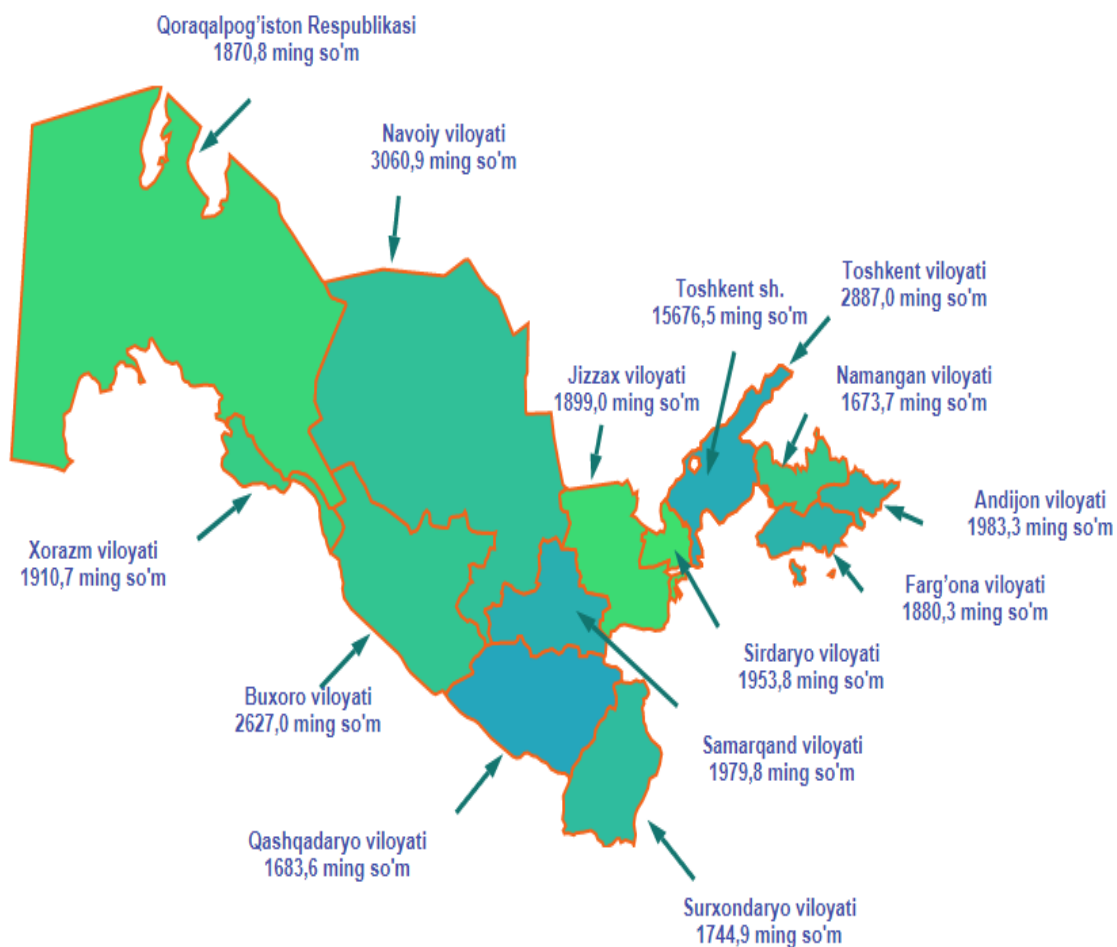 Qoraqalpog’iston Respublikasi
1870,8 ming so'm
Navoiy viloyati
3060,9 ming so'm
Toshkent viloyati
2887,0 ming so'm
Toshkent sh.
15676,5 ming so'm
Jizzax viloyati
1899,0 ming so'm
Namangan viloyati
1673,7 ming so'm
Andijon viloyati
1983,3 ming so'm
Xorazm viloyati
1910,7 ming so'm
Farg’ona viloyati
1880,3 ming so'm
Sirdaryo viloyati
1953,8 ming so'm
Buxoro viloyati
2627,0 ming so'm
Samarqand viloyati
1979,8 ming so'm
Qashqadaryo viloyati
1683,6 ming so'm
Surxondaryo viloyati
1744,9 ming so'm